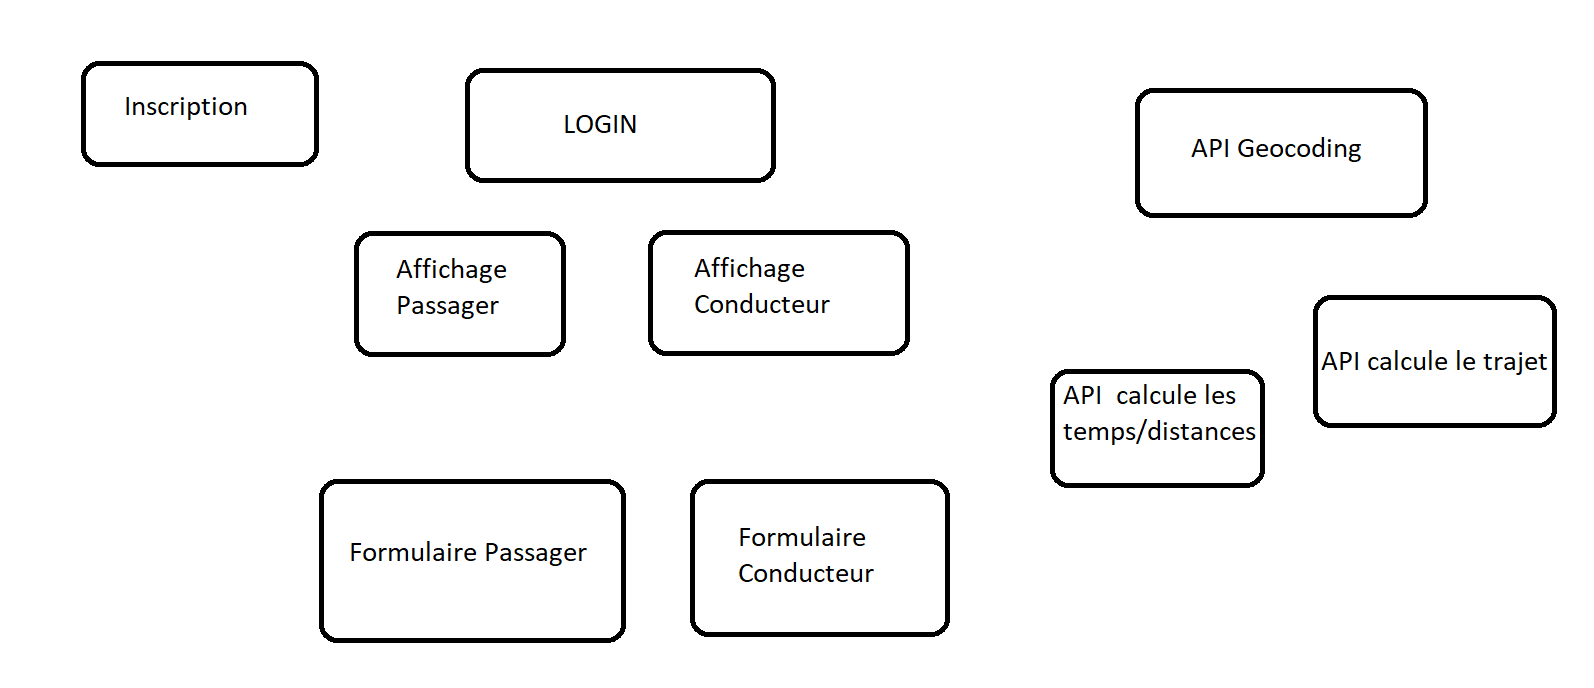 Inscription
LOGIN
API Geocoding
Affichage
Passager
Affichage
Conducteur
API calcule le trajet
API  calcule les
temps/distances
Formulaire Passager
Formulaire
Conducteur